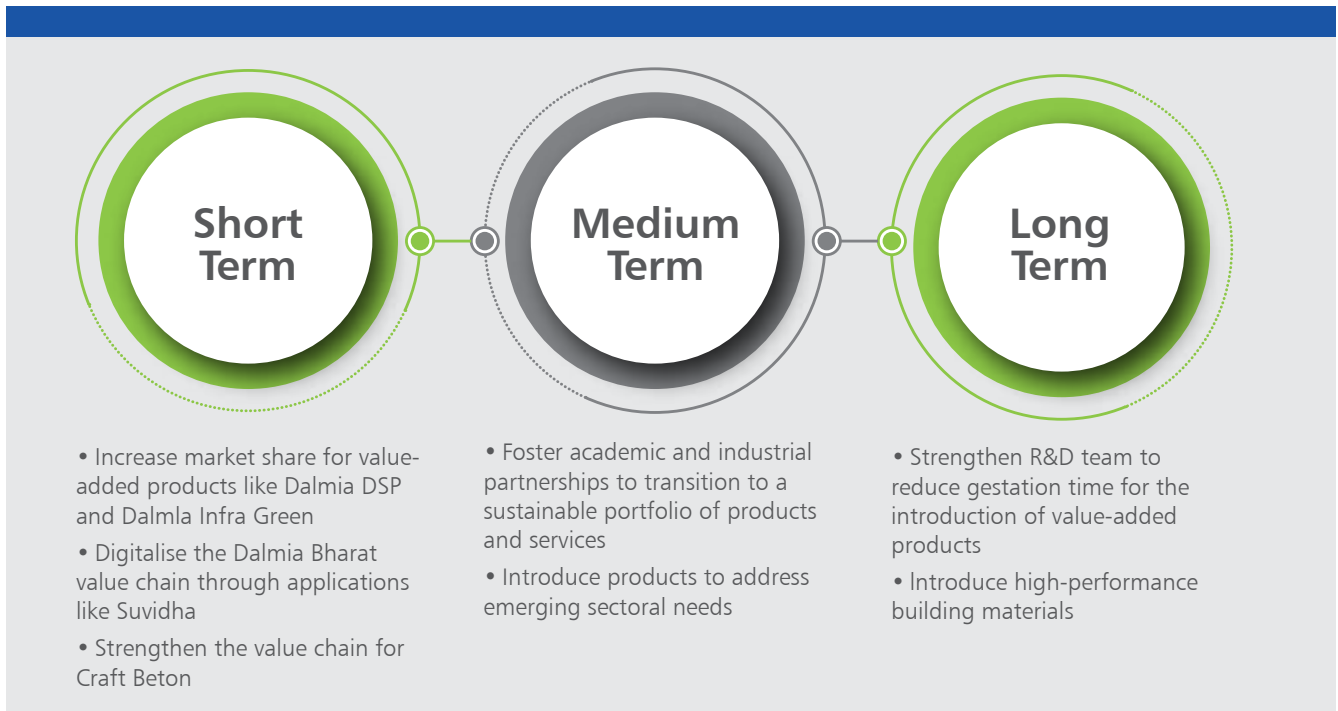 Short
Term
Medium
Term
Long
Term
• Increase market share for value-
added products like Dalmia DSP
and Dalmla Infra Green
• Digitalise the Dalmia Bharat
value chain through applications
like Suvidha
• Strengthen the value chain for
Craft Beton
• Foster academic and industrial
partnerships to transition to a
sustainable portfolio of products
and services
• Introduce products to address
emerging sectoral needs
• Strengthen R&D team to
reduce gestation time for the
introduction of value-added
products
• Introduce high-performance
building materials